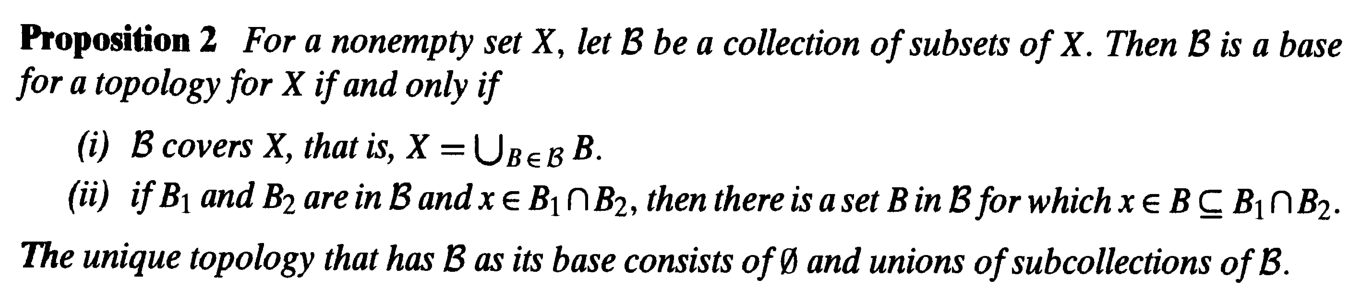 Proposition 2 For a nonempty set X, let ℬ be a collection of subsets of X. Then ℬ is a base
for a topology for X if and only if
(i) ℬ covers X, that is, X = ⋃_{B∈ℬ} B.
(ii) if B₁ and B₂ are in ℬ and x ∈ B₁ ∩ B₂, then there is a set B in ℬ for which x ∈ B ⊆ B₁ ∩ B₂.
The unique topology that has ℬ as its base consists of ∅ and unions of subcollections of ℬ.